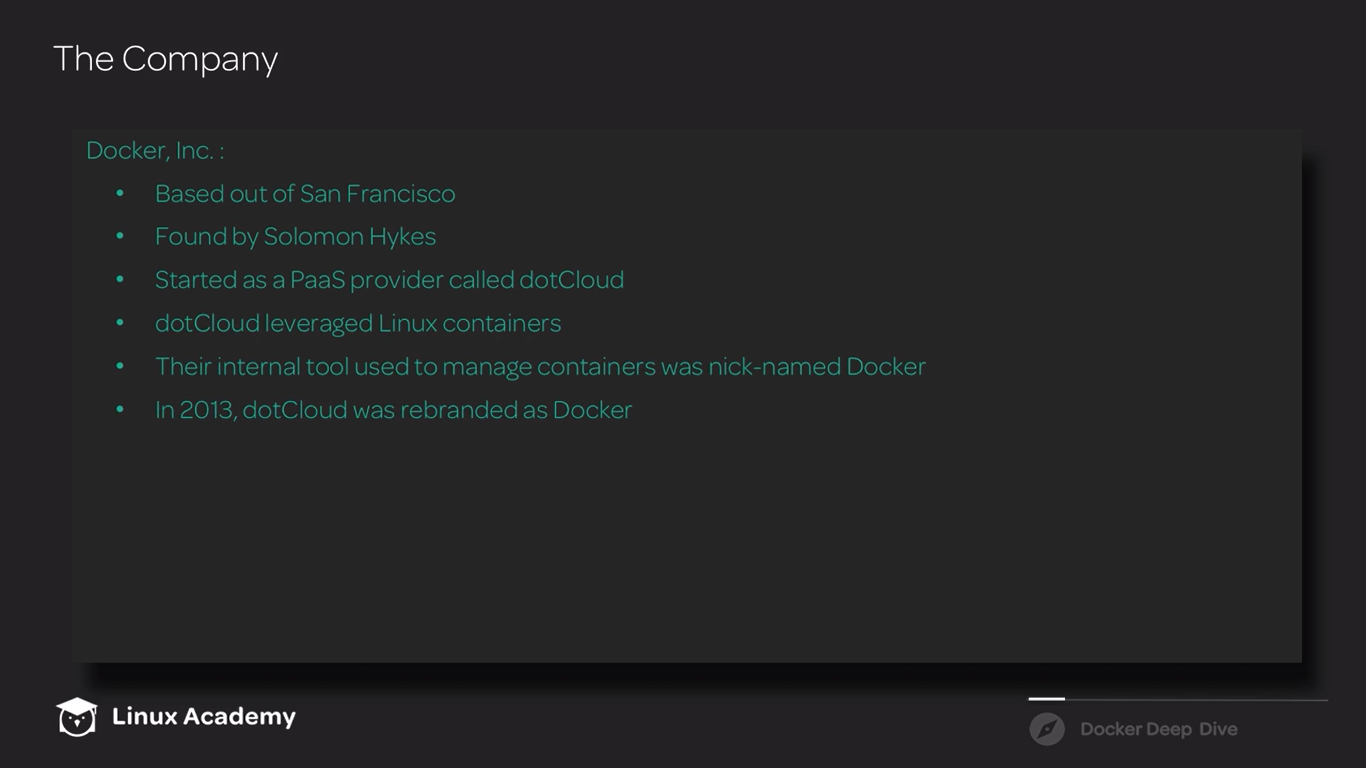 The Company
Docker, Inc. :
• Based out of San Francisco
• Found by Solomon Hykes
• Started as a PaaS provider called dotCloud
• dotCloud leveraged Linux containers
• Their internal tool used to manage containers was nick-named Docker
• In 2013, dotCloud was rebranded as Docker
Linux Academy
Docker Deep Dive